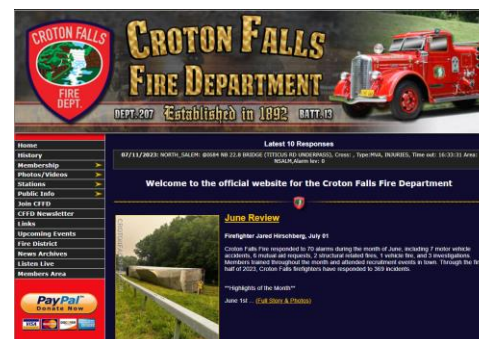 CROTON FALLS
FIRE
DEPT.
CROTON FALLS
FIRE DEPARTMENT
DEPT-207 Established in 1892 BATT-13
Home
History
Membership
Photos/Videos
Stations
Public Info
Join CFFD
CFFD Newsletter
Links
Upcoming Events
Fire District
News Archives
Listen Live
Members Area
PayPal
Donate Now
VISA
Latest 10 Responses
07/11/2023: NORTH_SALEM: @I684 NB 22.8 BRIDGE (TITICUS RD UNDERPASS), Cross: , Type:MVA, INJURIES, Time out: 16:33:31 Area:
NSALM,Alarm lev: 0
Welcome to the official website for the Croton Falls Fire Department
June Review
Firefighter Jared Hirschberg, July 01
Croton Falls Fire responded to 70 alarms during the month of June, including 7 motor vehicle
accidents, 6 mutual aid requests, 2 structural related fires, 1 vehicle fire, and 3 investigations.
Members trained throughout the month and attended recruitment events in town. Through the first
half of 2023, Croton Falls firefighters have responded to 369 incidents.
**Highlights of the Month**
June 1st ... (Full Story & Photos)